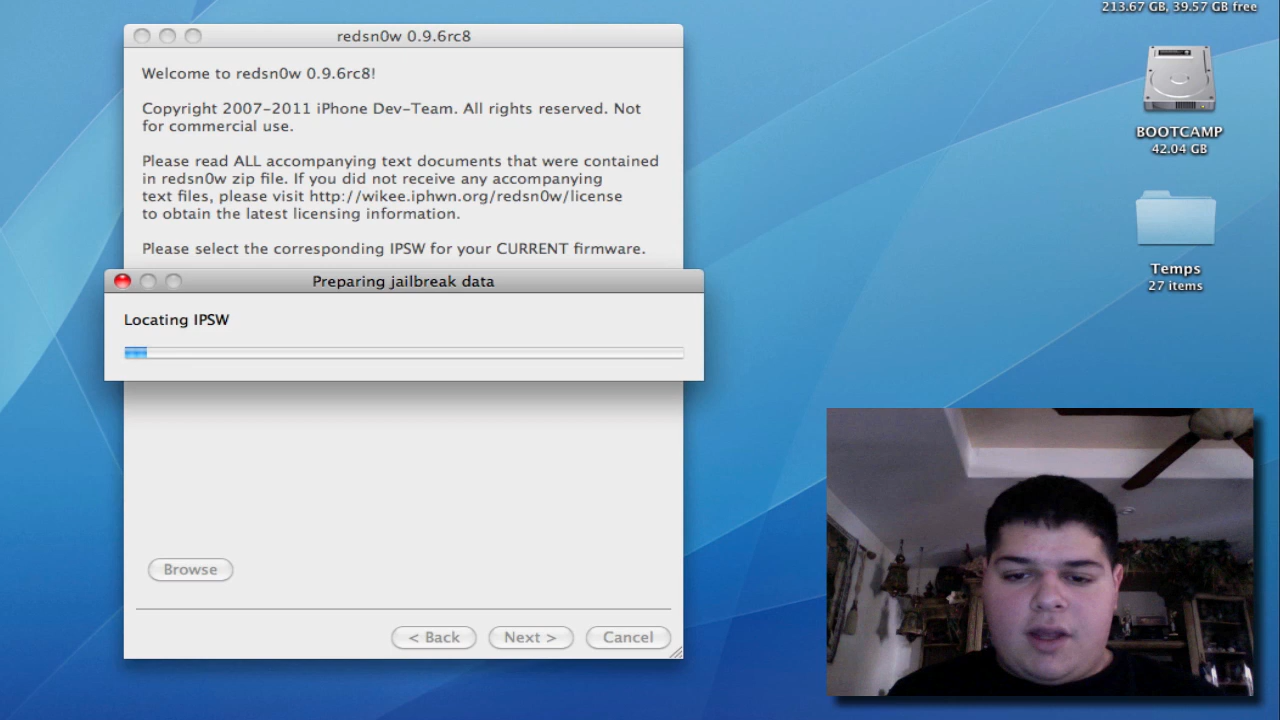 213.67 GB, 39.57 GB free
redsn0w 0.9.6rc8
Welcome to redsn0w 0.9.6rc8!
Copyright 2007-2011 iPhone Dev-Team. All rights reserved. Not
for commercial use.
Please read ALL accompanying text documents that were contained
in redsn0w zip file. If you did not receive any accompanying
text files, please visit http://wikee.iphwn.org/redsn0w/license
to obtain the latest licensing information.
Please select the corresponding IPSW for your CURRENT firmware.
Preparing jailbreak data
Locating IPSW
Browse
< Back
Next >
Cancel
BOOTCAMP
42.04 GB
Temps
27 items